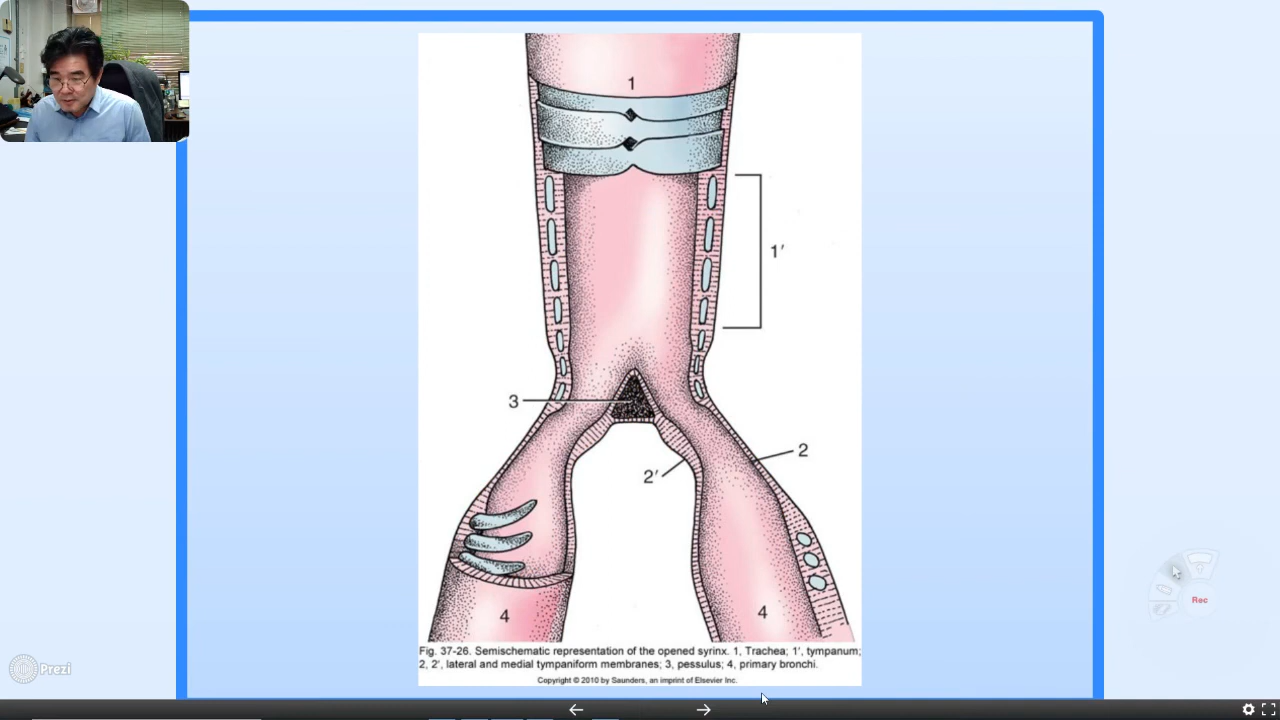 1
1′
3
2
2′
4
4
Fig. 37-26. Semischematic representation of the opened syrinx. 1, Trachea; 1′, tympanum;
2, 2′, lateral and medial tympaniform membranes; 3, pessulus; 4, primary bronchi.
Copyright © 2010 by Saunders, an imprint of Elsevier Inc.
Rec
Prezi